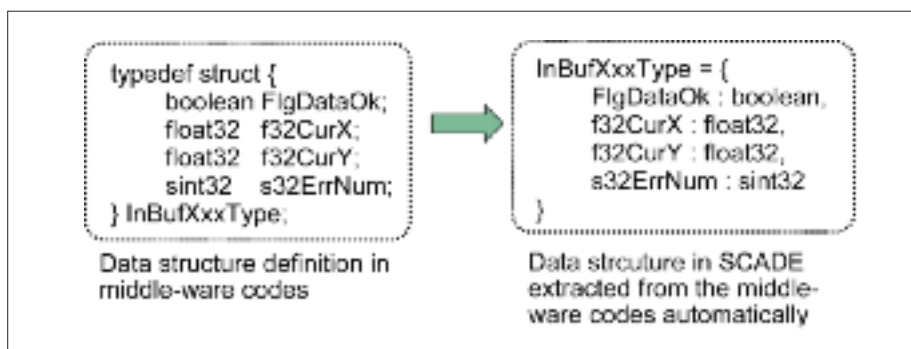 typedef struct {
boolean FlgDataOk;
float32 f32CurX;
float32 f32CurY;
sint32 s32ErrNum;
} InBufXxxType;
Data structure definition in
middle-ware codes
InBufXxxType = {
FlgDataOk : boolean,
f32CurX : float32,
f32CurY : float32,
s32ErrNum : sint32
}
Data strcuture in SCADE
extracted from the middle-
ware codes automatically